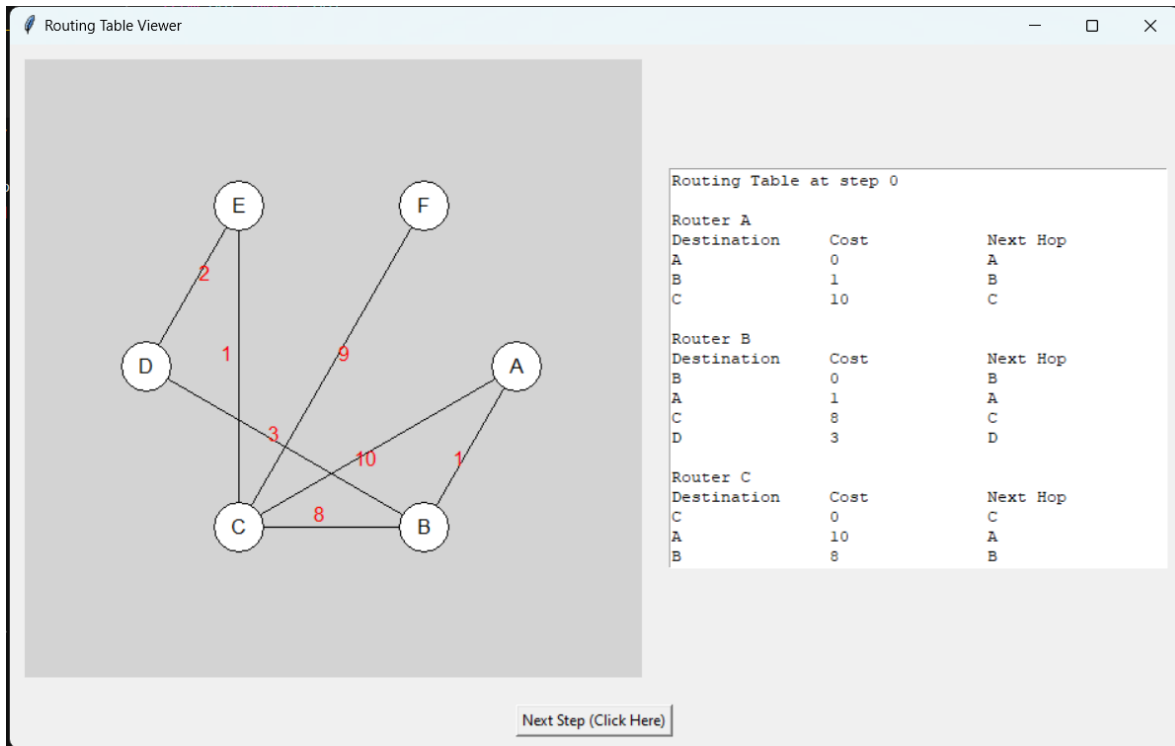 Routing Table Viewer
E
F
2
1
9
D
A
3
10
1
8
C
B
Routing Table at step 0
Router A
Destination Cost Next Hop
A 0 A
B 1 B
C 10 C
Router B
Destination Cost Next Hop
B 0 B
A 1 A
C 8 C
D 3 D
Router C
Destination Cost Next Hop
C 0 C
A 10 A
B 8 B
Next Step (Click Here)